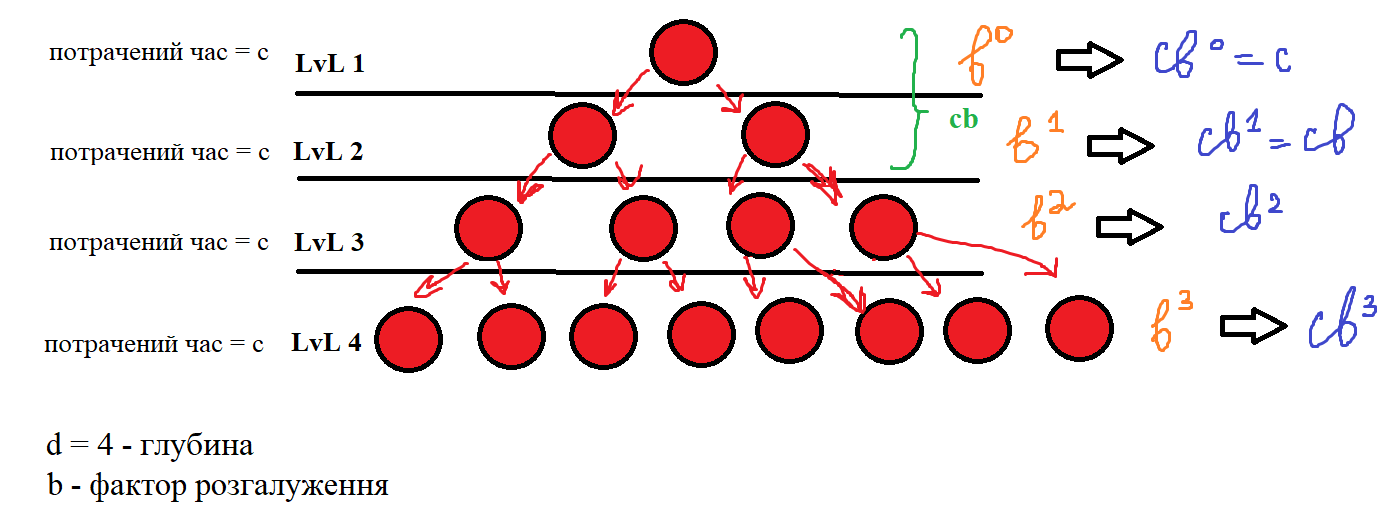 потрачений час = c LvL 1 b⁰ ⇒ cb⁰ = c
cb
потрачений час = c LvL 2 b¹ ⇒ cb¹ = cb
потрачений час = c LvL 3 b² ⇒ cb²
потрачений час = c LvL 4 b³ ⇒ cb³
d = 4 - глубина
b - фактор розгалуження